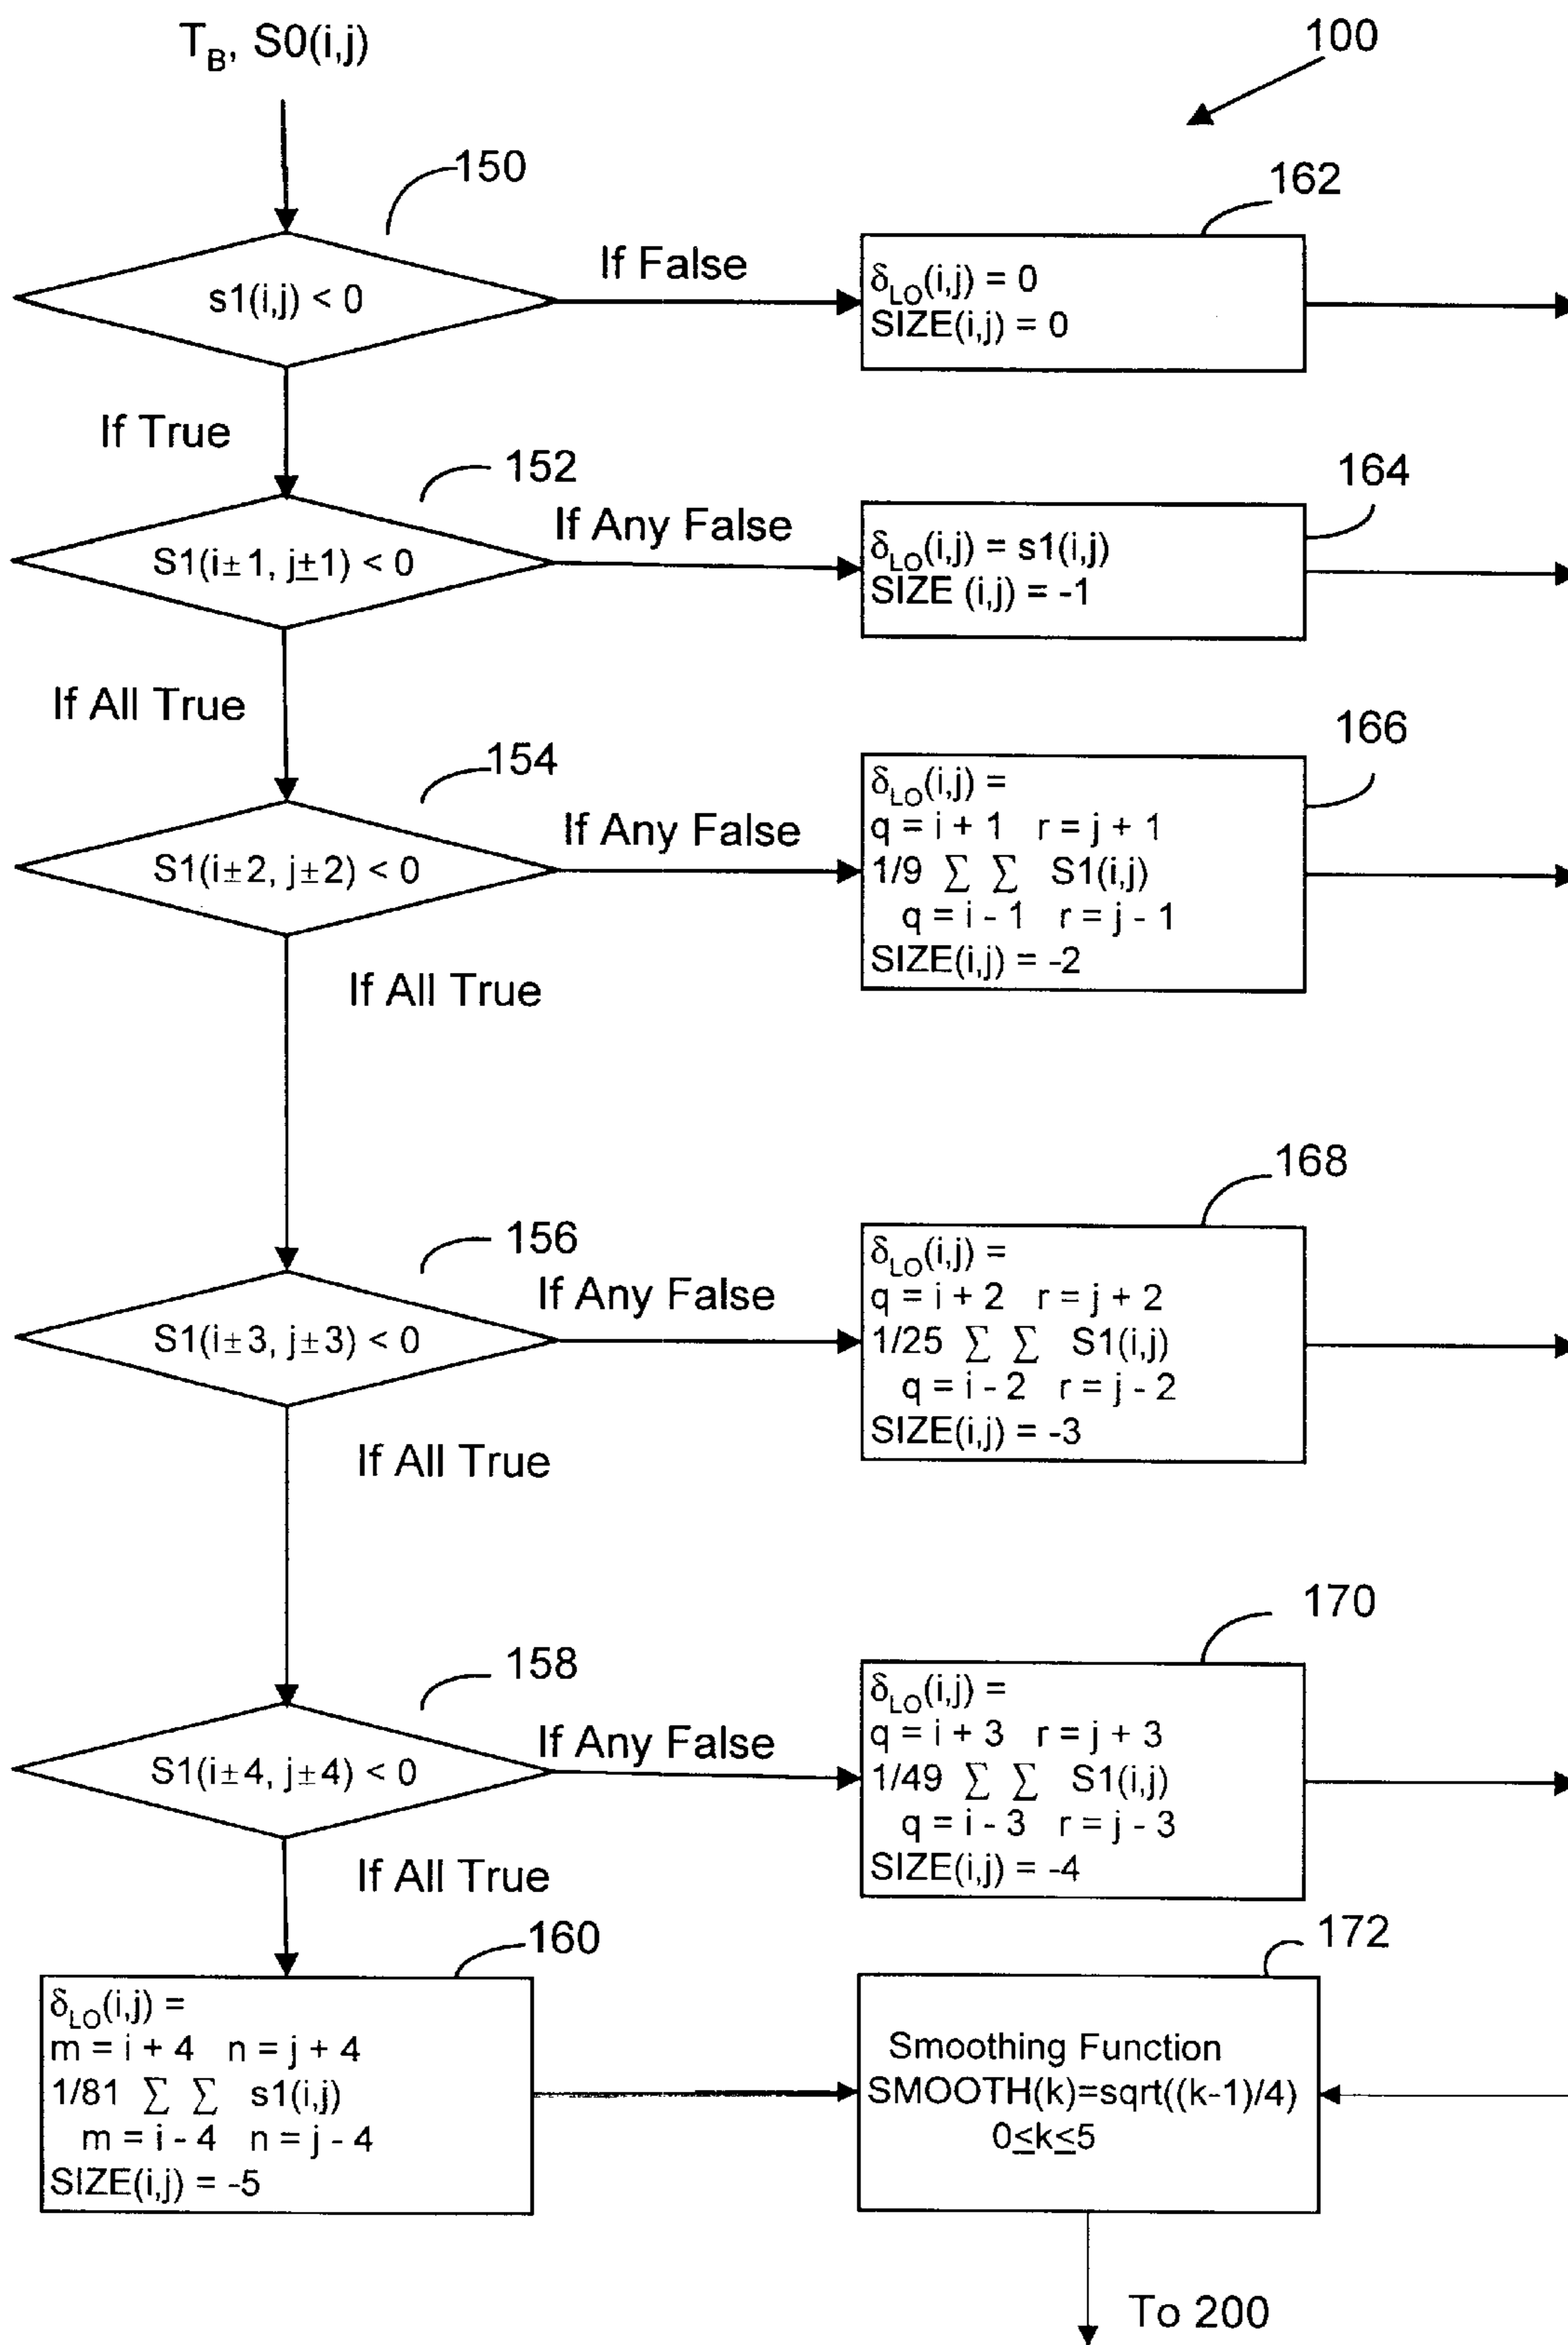 T_B, S0(i,j)
100
150
162
s1(i,j) < 0
If False
δ_LO(i,j) = 0
SIZE(i,j) = 0
If True
152
164
S1(i±1, j±1) < 0
If Any False
δ_LO(i,j) = s1(i,j)
SIZE (i,j) = -1
If All True
154
166
S1(i±2, j±2) < 0
If Any False
δ_LO(i,j) =
q = i + 1 r = j + 1
1/9 ∑ ∑ S1(i,j)
q = i - 1 r = j - 1
SIZE(i,j) = -2
If All True
156
168
S1(i±3, j±3) < 0
If Any False
δ_LO(i,j) =
q = i + 2 r = j + 2
1/25 ∑ ∑ S1(i,j)
q = i - 2 r = j - 2
SIZE(i,j) = -3
If All True
158
170
S1(i±4, j±4) < 0
If Any False
δ_LO(i,j) =
q = i + 3 r = j + 3
1/49 ∑ ∑ S1(i,j)
q = i - 3 r = j - 3
SIZE(i,j) = -4
If All True
160
172
δ_LO(i,j) =
m = i + 4 n = j + 4
1/81 ∑ ∑ s1(i,j)
m = i - 4 n = j - 4
SIZE(i,j) = -5
Smoothing Function
SMOOTH(k)=sqrt((k-1)/4)
0≤k≤5
To 200